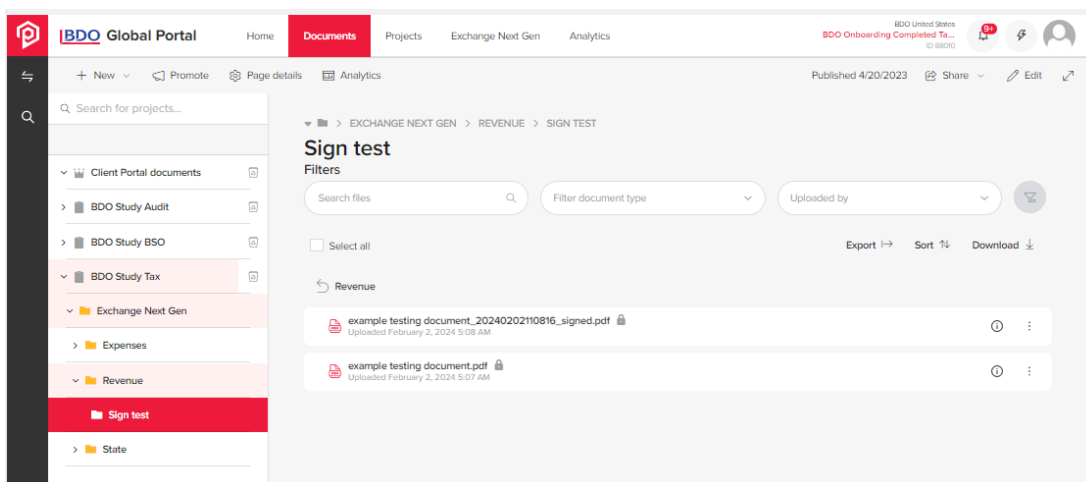 BDO Global Portal
Home
Documents
Projects
Exchange Next Gen
Analytics
BDO United States
BDO Onboarding Completed Ta...
ID 88010
9+
New
Promote
Page details
Analytics
Published 4/20/2023
Share
Edit
Search for projects...
Client Portal documents
BDO Study Audit
BDO Study BSO
BDO Study Tax
Exchange Next Gen
Expenses
Revenue
Sign test
State
> EXCHANGE NEXT GEN > REVENUE > SIGN TEST
Sign test
Filters
Search files
Filter document type
Uploaded by
Select all
Export
Sort
Download
Revenue
example testing document_20240202110816_signed.pdf
Uploaded February 2, 2024 5:08 AM
example testing document.pdf
Uploaded February 2, 2024 5:07 AM